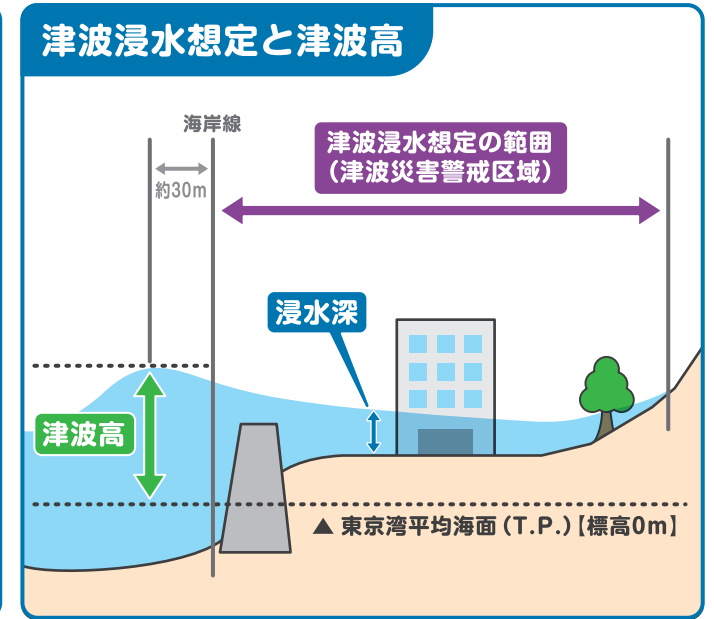 津波浸水想定と津波高
海岸線
約30m
津波浸水想定の範囲
（津波災害警戒区域）
浸水深
津波高
▲ 東京湾平均海面（T.P.）【標高0m】